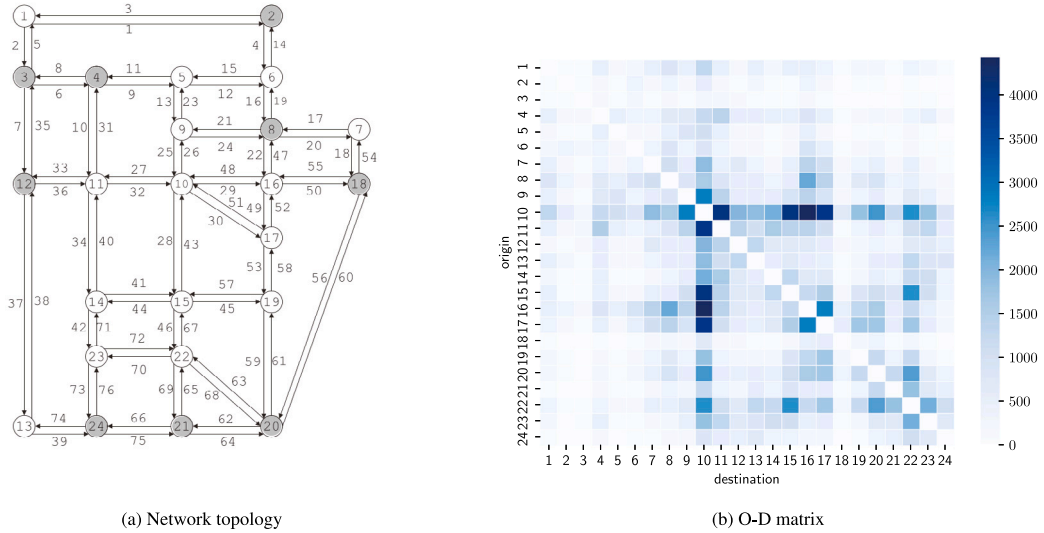 1 3 2
1
2 5 4 14
3 8 4 11 5 15 6
6 9 12
13 23 16 19
9 21 8 17 7
24 20
7 35 10 31 25 26 22 47 18 54
12 33 11 27 10 48 16 55 18
36 32 29 50
51 49 52
30 17
34 40 28 43 53 58 56 60
37 38 41 57
14 44 15 45 19
42 71 46 67
72 59 61
23 22
70 63
73 76 69 65 68
13 74 24 66 21 62 20
39 75 64
(a) Network topology
origin
1
2
3
4
5
6
7
8
9
10
11
12
13
14
15
16
17
18
19
20
21
22
23
24
1 2 3 4 5 6 7 8 9 10 11 12 13 14 15 16 17 18 19 20 21 22 23 24
destination
4000
3500
3000
2500
2000
1500
1000
500
0
(b) O-D matrix